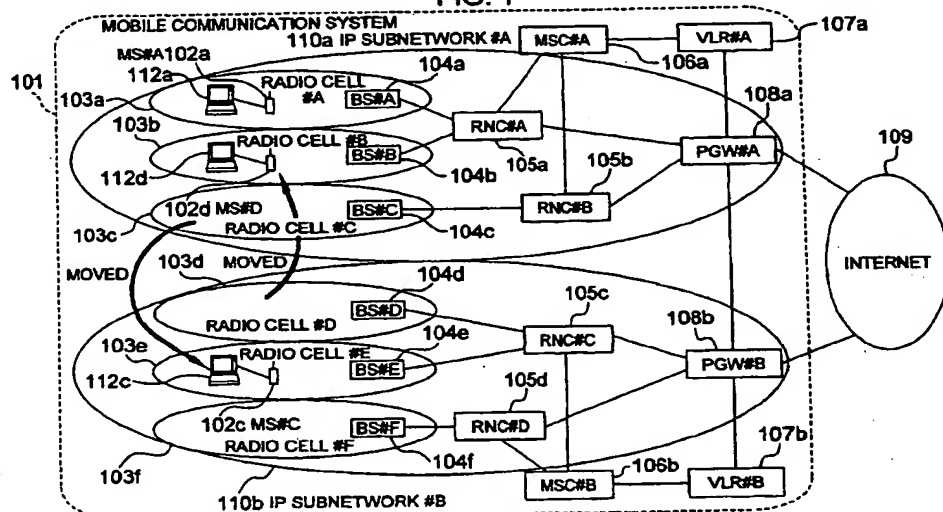 FIG. 1
MOBILE COMMUNICATION SYSTEM
110a IP SUBNETWORK #A
MSC#A
VLR#A
107a
106a
101
MS#A 102a
112a
RADIO CELL #A
104a
BS#A
103a
RNC#A
105a
108a
PGW#A
103b
RADIO CELL #B
BS#B
104b
112d
105b
RNC#B
109
INTERNET
102d MS#D
BS#C
103c
RADIO CELL #C
104c
MOVED
103d
MOVED
104d
BS#D
RADIO CELL #D
105c
RNC#C
108b
PGW#B
103e
RADIO CELL #E
104e
BS#E
112c
105d
RNC#D
102c MS#C
BS#F
RADIO CELL #F
104f
103f
107b
MSC#B
106b
VLR#B
110b IP SUBNETWORK #B